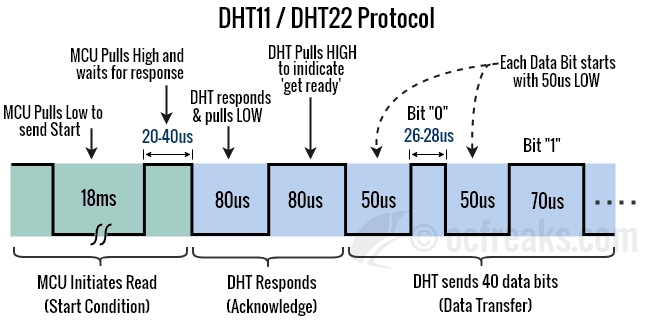 DHT11 / DHT22 Protocol
MCU Pulls High and
waits for response
DHT Pulls HIGH
to inidicate
'get ready'
Each Data Bit starts
with 50us LOW
MCU Pulls Low to
send Start
DHT responds
& pulls LOW
20-40us
Bit "0"
26-28us
Bit "1"
18ms
80us
80us
50us
50us
70us
© ocfreaks.com
MCU Initiates Read
(Start Condition)
DHT Responds
(Acknowledge)
DHT sends 40 data bits
(Data Transfer)